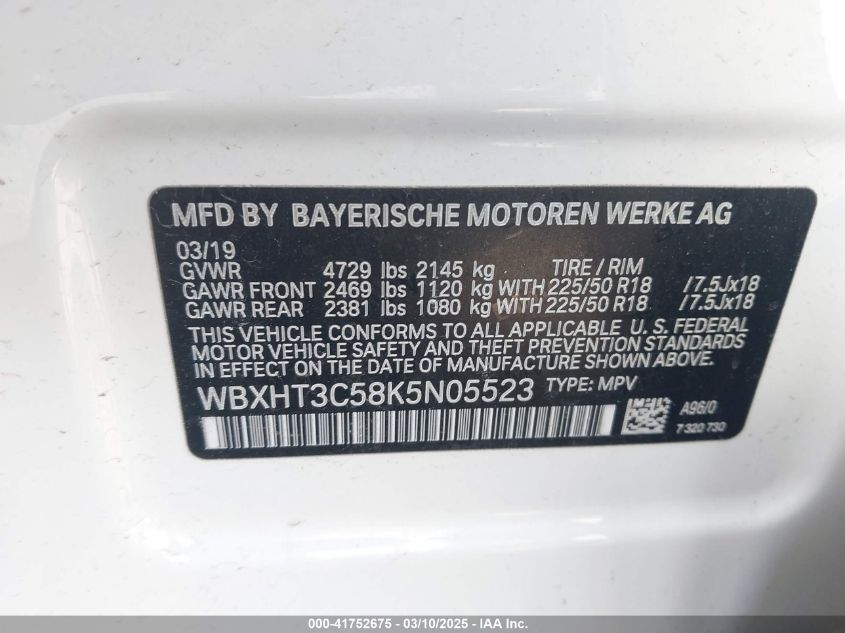 MFD BY BAYERISCHE MOTOREN WERKE AG
03/19
GVWR 4729 lbs 2145 kg TIRE / RIM
GAWR FRONT 2469 lbs 1120 kg WITH 225/50 R18 /7.5Jx18
GAWR REAR 2381 lbs 1080 kg WITH 225/50 R18 /7.5Jx18
THIS VEHICLE CONFORMS TO ALL APPLICABLE U. S. FEDERAL
MOTOR VEHICLE SAFETY AND THEFT PREVENTION STANDARDS
IN EFFECT ON THE DATE OF MANUFACTURE SHOWN ABOVE.
WBXHT3C58K5N05523 TYPE: MPV
A96/0
7 320 730
000-41752675 - 03/10/2025 - IAA Inc.